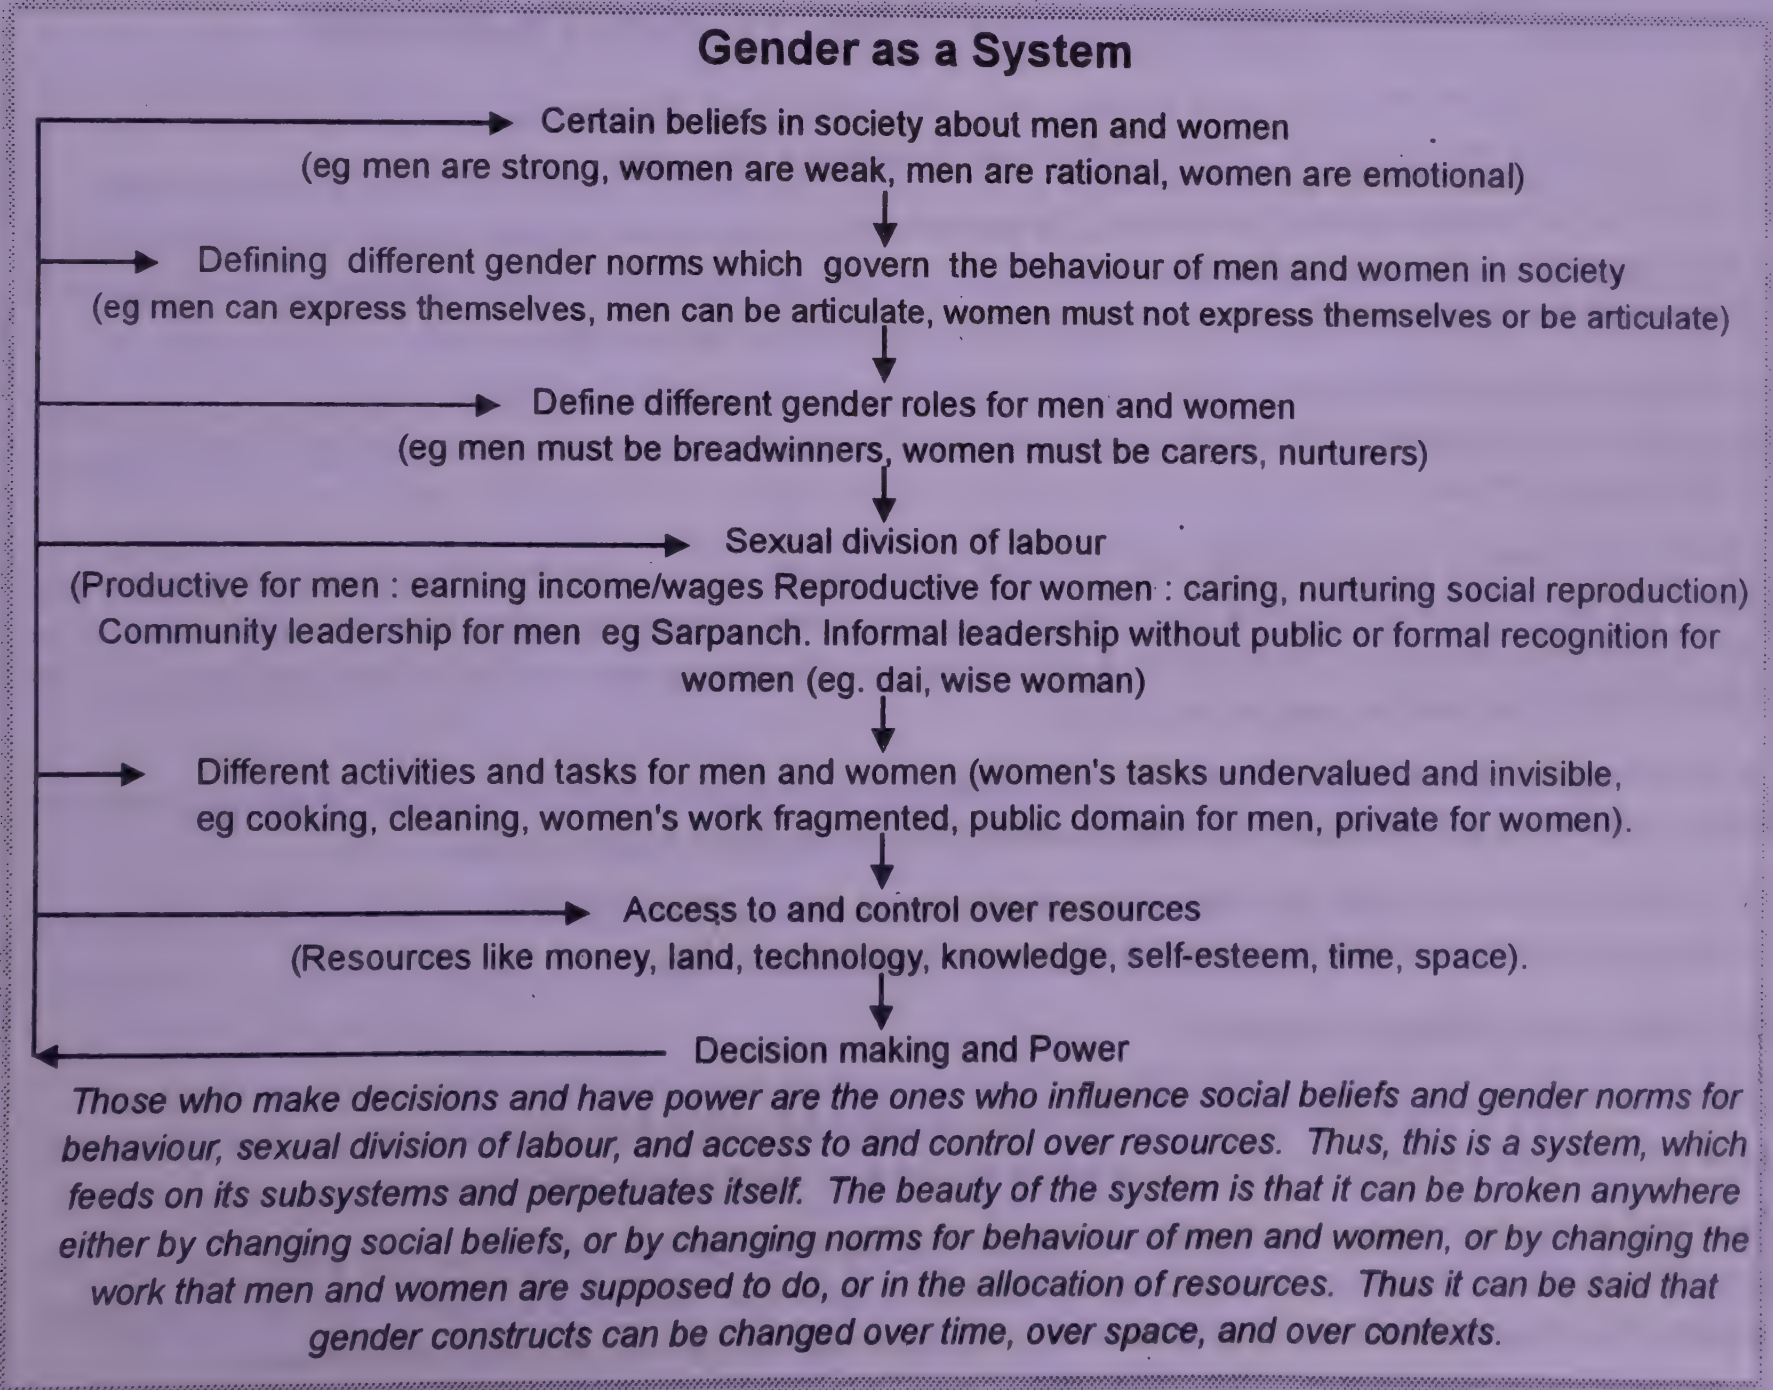 Gender as a System
Certain beliefs in society about men and women
(eg men are strong, women are weak, men are rational, women are emotional)
Defining different gender norms which govern the behaviour of men and women in society
(eg men can express themselves, men can be articulate, women must not express themselves or be articulate)
Define different gender roles for men and women
(eg men must be breadwinners, women must be carers, nurturers)
Sexual division of labour
(Productive for men : earning income/wages Reproductive for women : caring, nurturing social reproduction)
Community leadership for men eg Sarpanch. Informal leadership without public or formal recognition for
women (eg. dai, wise woman)
Different activities and tasks for men and women (women's tasks undervalued and invisible,
eg cooking, cleaning, women's work fragmented, public domain for men, private for women).
Access to and control over resources
(Resources like money, land, technology, knowledge, self-esteem, time, space).
Decision making and Power
Those who make decisions and have power are the ones who influence social beliefs and gender norms for
behaviour, sexual division of labour, and access to and control over resources. Thus, this is a system, which
feeds on its subsystems and perpetuates itself. The beauty of the system is that it can be broken anywhere
either by changing social beliefs, or by changing norms for behaviour of men and women, or by changing the
work that men and women are supposed to do, or in the allocation of resources. Thus it can be said that
gender constructs can be changed over time, over space, and over contexts.